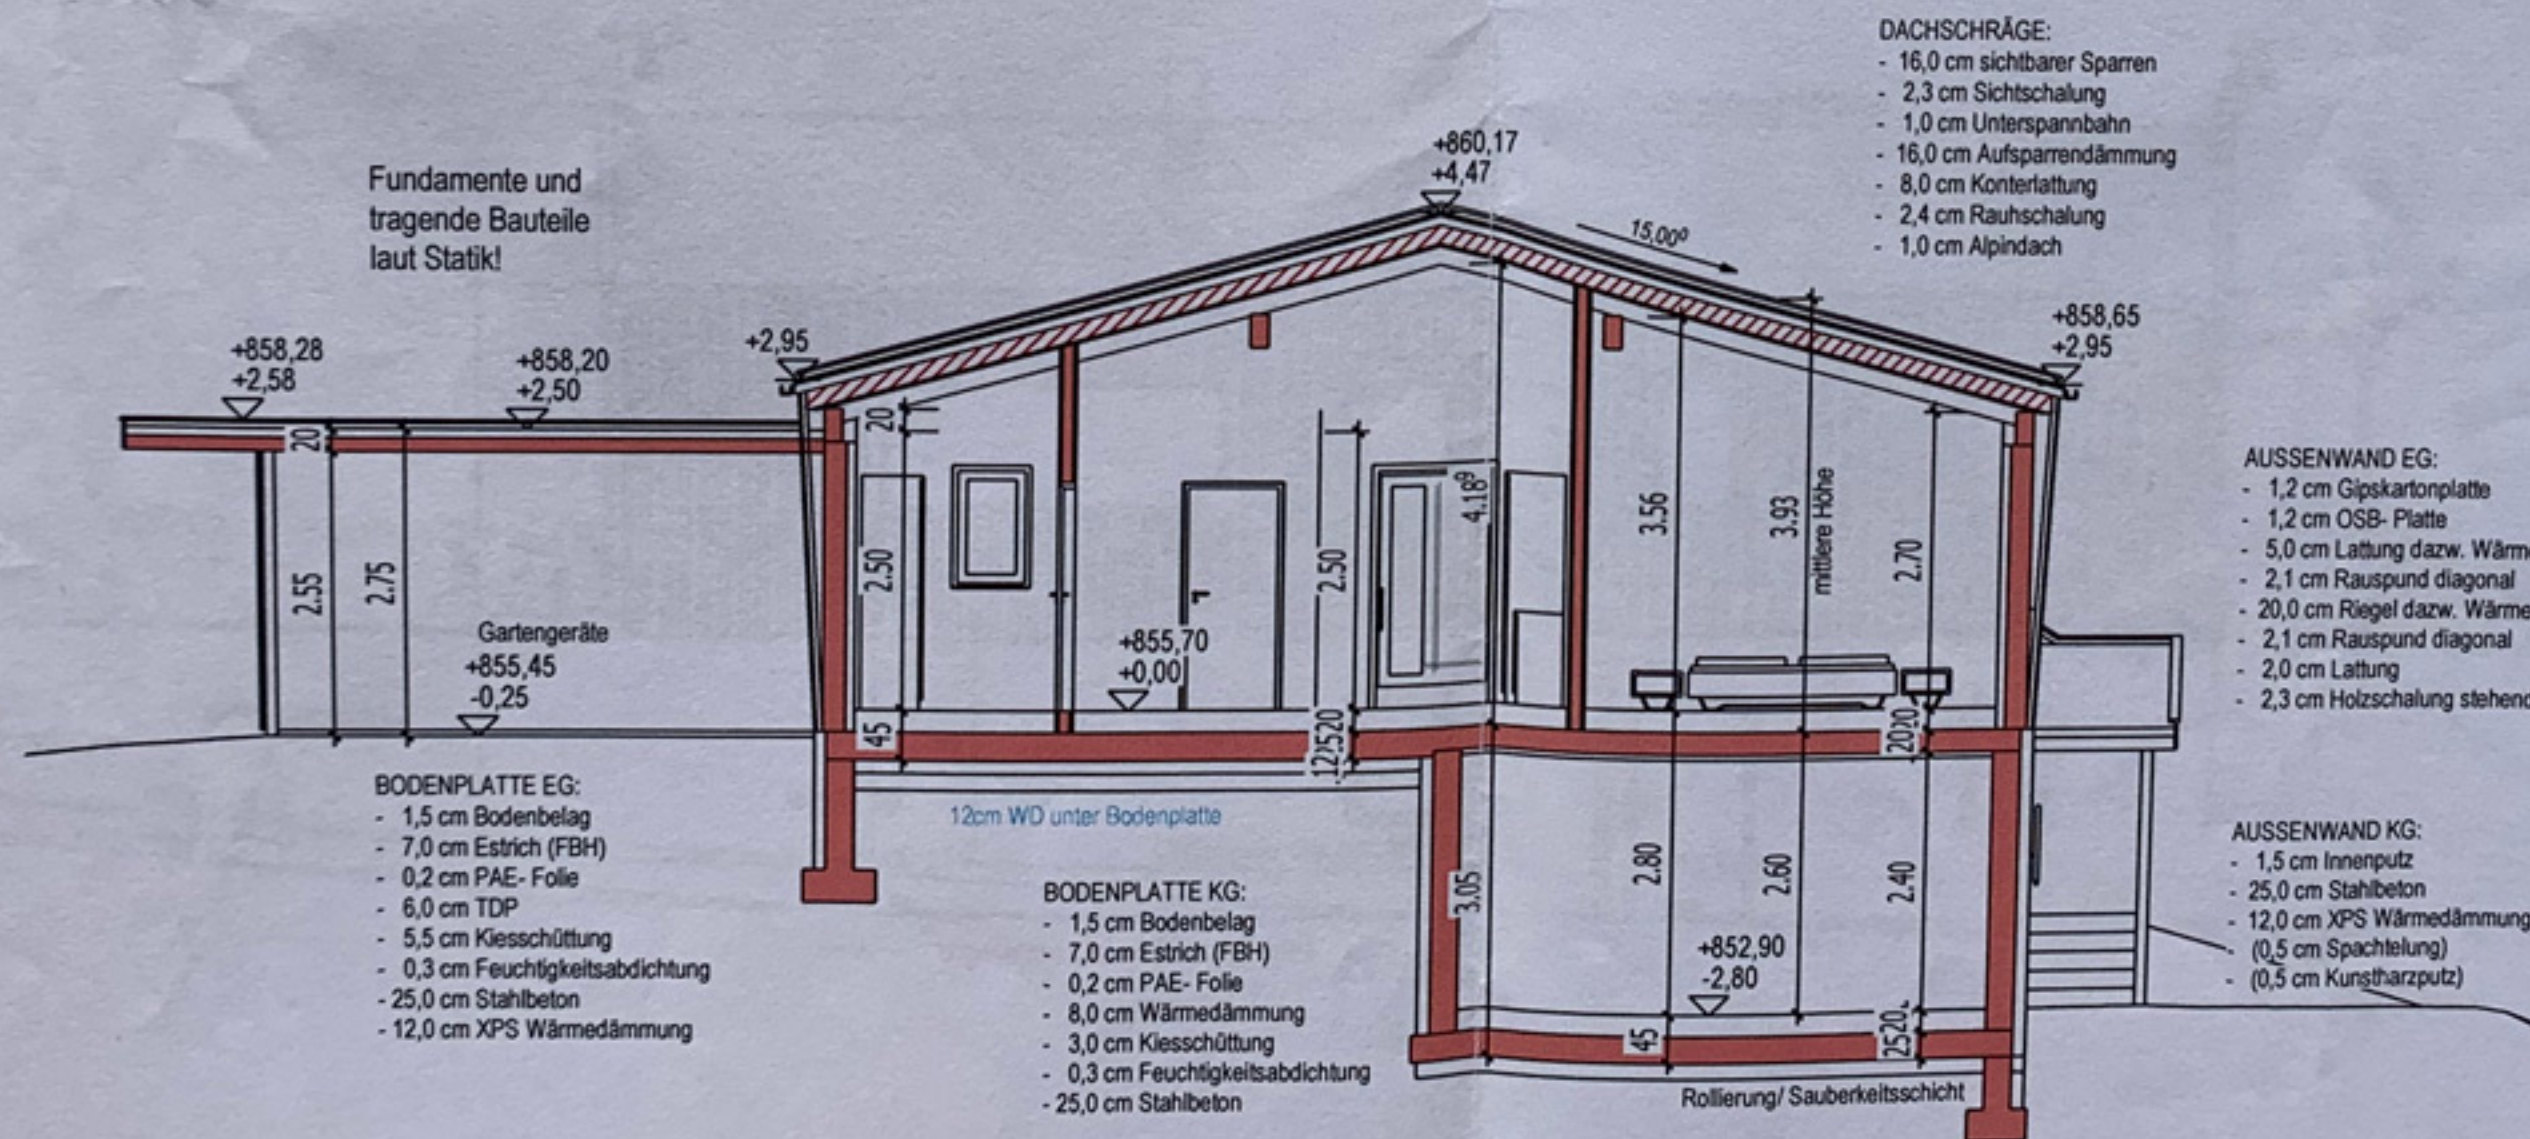 DACHSCHRÄGE:
- 16,0 cm sichtbarer Sparren
- 2,3 cm Sichtschalung
- 1,0 cm Unterspannbahn
- 16,0 cm Aufsparrendämmung
- 8,0 cm Konterlattung
- 2,4 cm Rauhschalung
- 1,0 cm Alpindach
Fundamente und
tragende Bauteile
laut Statik!
+860,17
+4,47
15,00°
+858,28
+2,58
+858,20
+2,50
+2,95
+858,65
+2,95
20
2.55
2.75
Gartengeräte
+855,45
-0,25
20
2.50
45
+855,70
+0,00
2.50
20
25
12
4.18⁹
3.56
3.93
mittlere Höhe
2.70
20
20
AUSSENWAND EG:
- 1,2 cm Gipskartonplatte
- 1,2 cm OSB- Platte
- 5,0 cm Lattung dazw. Wärme
- 2,1 cm Rauspund diagonal
- 20,0 cm Riegel dazw. Wärme
- 2,1 cm Rauspund diagonal
- 2,0 cm Lattung
- 2,3 cm Holzschalung stehend
BODENPLATTE EG:
- 1,5 cm Bodenbelag
- 7,0 cm Estrich (FBH)
- 0,2 cm PAE- Folie
- 6,0 cm TDP
- 5,5 cm Kiesschüttung
- 0,3 cm Feuchtigkeitsabdichtung
- 25,0 cm Stahlbeton
- 12,0 cm XPS Wärmedämmung
12cm WD unter Bodenplatte
BODENPLATTE KG:
- 1,5 cm Bodenbelag
- 7,0 cm Estrich (FBH)
- 0,2 cm PAE- Folie
- 8,0 cm Wärmedämmung
- 3,0 cm Kiesschüttung
- 0,3 cm Feuchtigkeitsabdichtung
- 25,0 cm Stahlbeton
3.05
2.80
2.60
2.40
+852,90
-2,80
45
20
25
Rollierung/ Sauberkeitsschicht
AUSSENWAND KG:
- 1,5 cm Innenputz
- 25,0 cm Stahlbeton
- 12,0 cm XPS Wärmedämmung
- (0,5 cm Spachtelung)
- (0,5 cm Kunstharzputz)